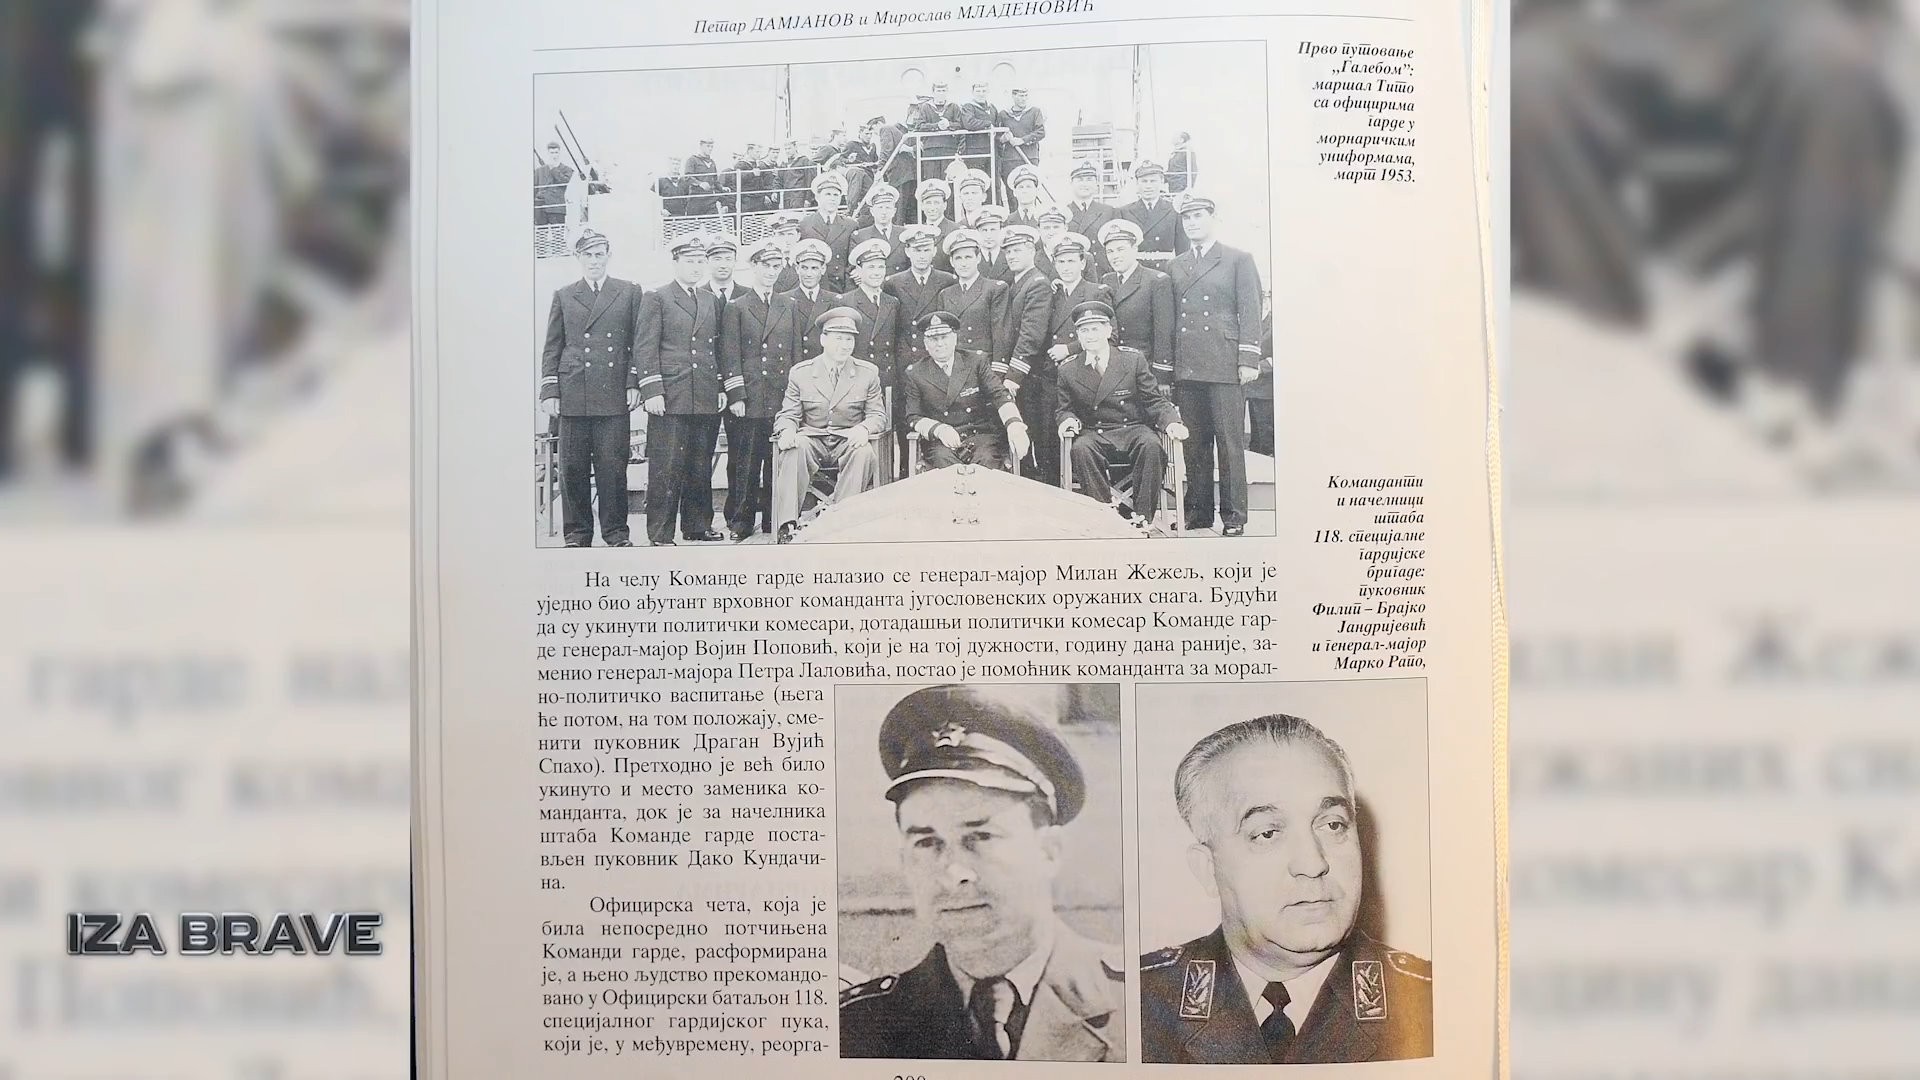 Петар ДАМЈАНОВ и Мирослав МЛАДЕНОВИЋ
Прво путовање
„Галебом”:
маршал Тито
са официрима
гарде у
морнаричким
униформама,
март 1953.
Команданти
и начелници
штаба
118. специјалне
гардијске
бригаде:
пуковник
Филип – Брајко
Јандријевић
и генерал-мајор
Марко Рапо,
На челу Команде гарде налазио се генерал-мајор Милан Жежељ, који је
уједно био ађутант врховног команданта југословенских оружаних снага. Будући
да су укинути политички комесари, дотадашњи политички комесар Команде гар-
де генерал-мајор Војин Поповић, који је на тој дужности, годину дана раније, за-
менио генерал-мајора Петра Лаловића, постао је помоћник команданта за морал-
но-политичко васпитање (њега
ће потом, на том положају, сме-
нити пуковник Драган Вујић
Спахо). Претходно је већ било
укинуто и место заменика ко-
манданта, док је за начелника
штаба Команде гарде поста-
вљен пуковник Дако Кундачи-
на.
Официрска чета, која је
била непосредно потчињена
Команди гарде, расформирана
је, а њено људство прекомандо-
вано у Официрски батаљон 118.
специјалног гардијског пука,
који је, у међувремену, реорга-
IZA BRAVE